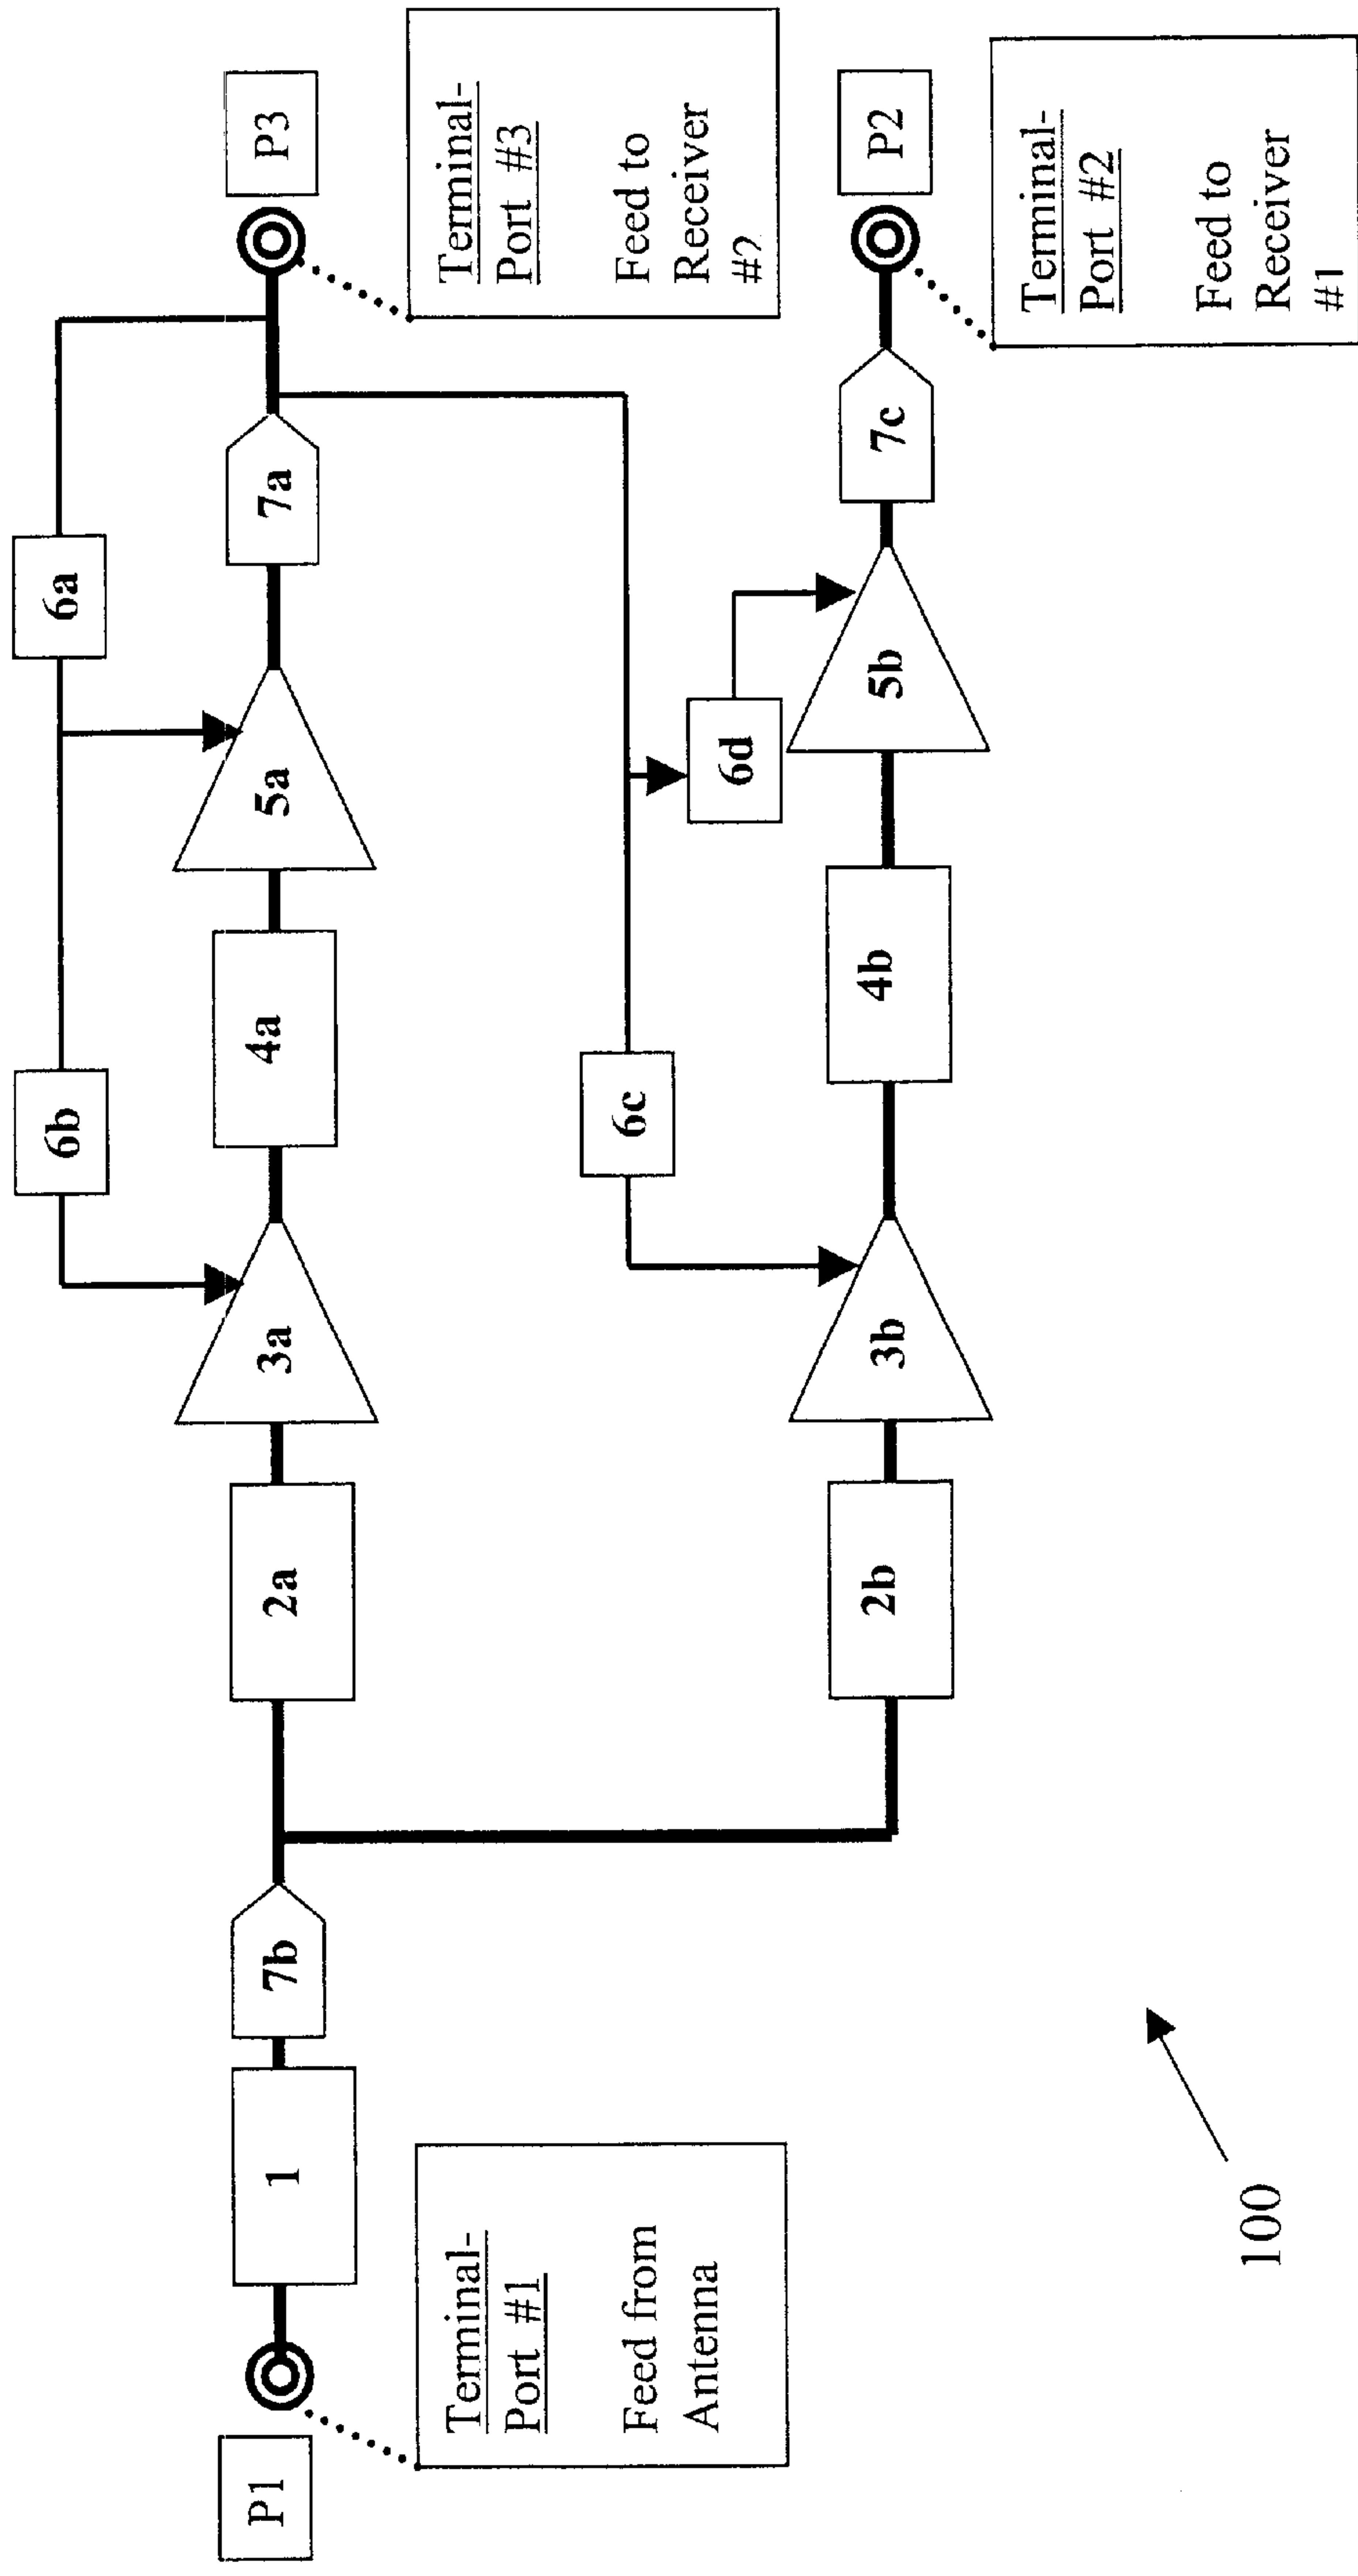 6b
6a
P1
1
7b
2a
3a
4a
5a
7a
P3
Terminal-
Port #1
Feed from
Antenna
Terminal-
Port #3
Feed to
Receiver
#2
6c
6d
2b
3b
4b
5b
7c
P2
Terminal-
Port #2
Feed to
Receiver
#1
100